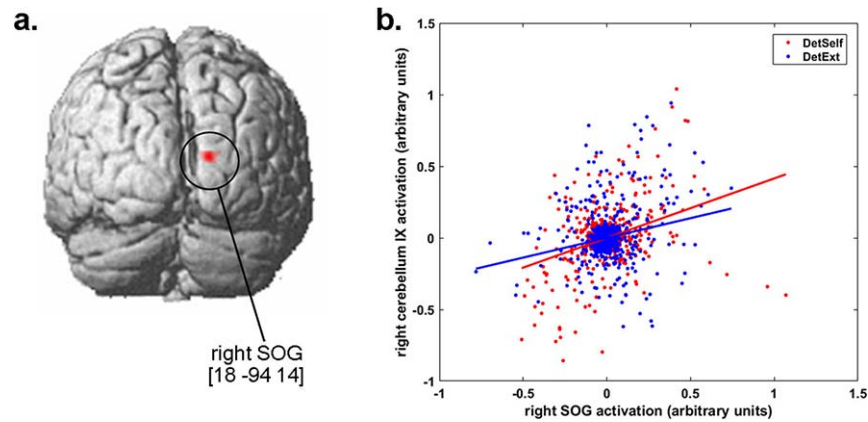 a.
right SOG
[18 -94 14]
b.
right cerebellum IX activation (arbitrary units)
1.5
1
0.5
0
-0.5
-1
-1
-0.5
0
0.5
1
1.5
right SOG activation (arbitrary units)
DetSelf
DetExt